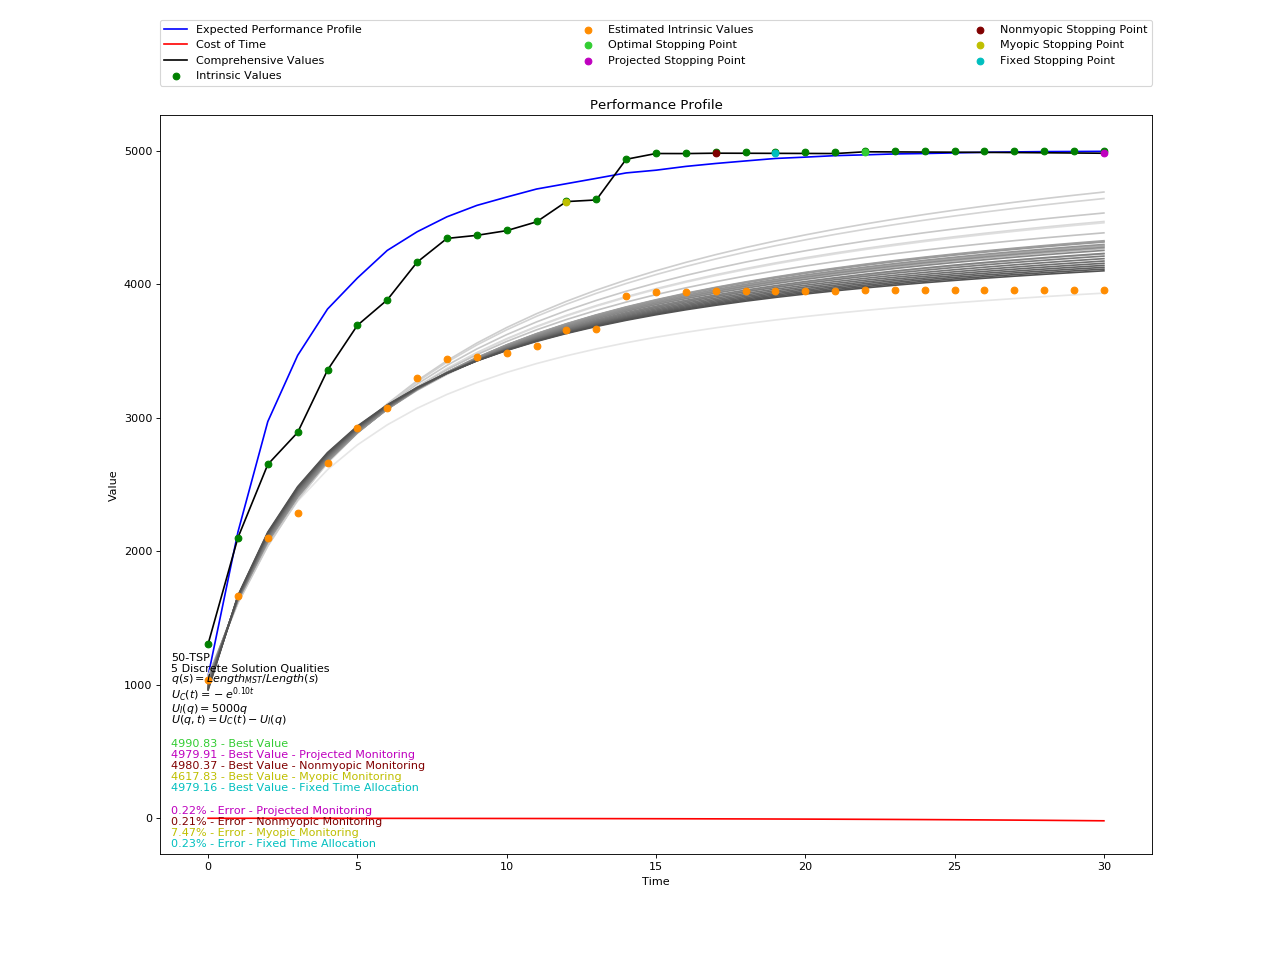 Expected Performance Profile
Cost of Time
Comprehensive Values
Intrinsic Values
Estimated Intrinsic Values
Optimal Stopping Point
Projected Stopping Point
Nonmyopic Stopping Point
Myopic Stopping Point
Fixed Stopping Point
Performance Profile
5000
4000
3000
2000
1000
0
Value
50-TSP
5 Discrete Solution Qualities
q(s) = Length_{MST}/Length(s)
U_C(t) = −e^{0.10t}
U_I(q) = 5000q
U(q, t) = U_C(t) − U_I(q)
4990.83 - Best Value
4979.91 - Best Value - Projected Monitoring
4980.37 - Best Value - Nonmyopic Monitoring
4617.83 - Best Value - Myopic Monitoring
4979.16 - Best Value - Fixed Time Allocation
0.22% - Error - Projected Monitoring
0.21% - Error - Nonmyopic Monitoring
7.47% - Error - Myopic Monitoring
0.23% - Error - Fixed Time Allocation
0 5 10 15 20 25 30
Time